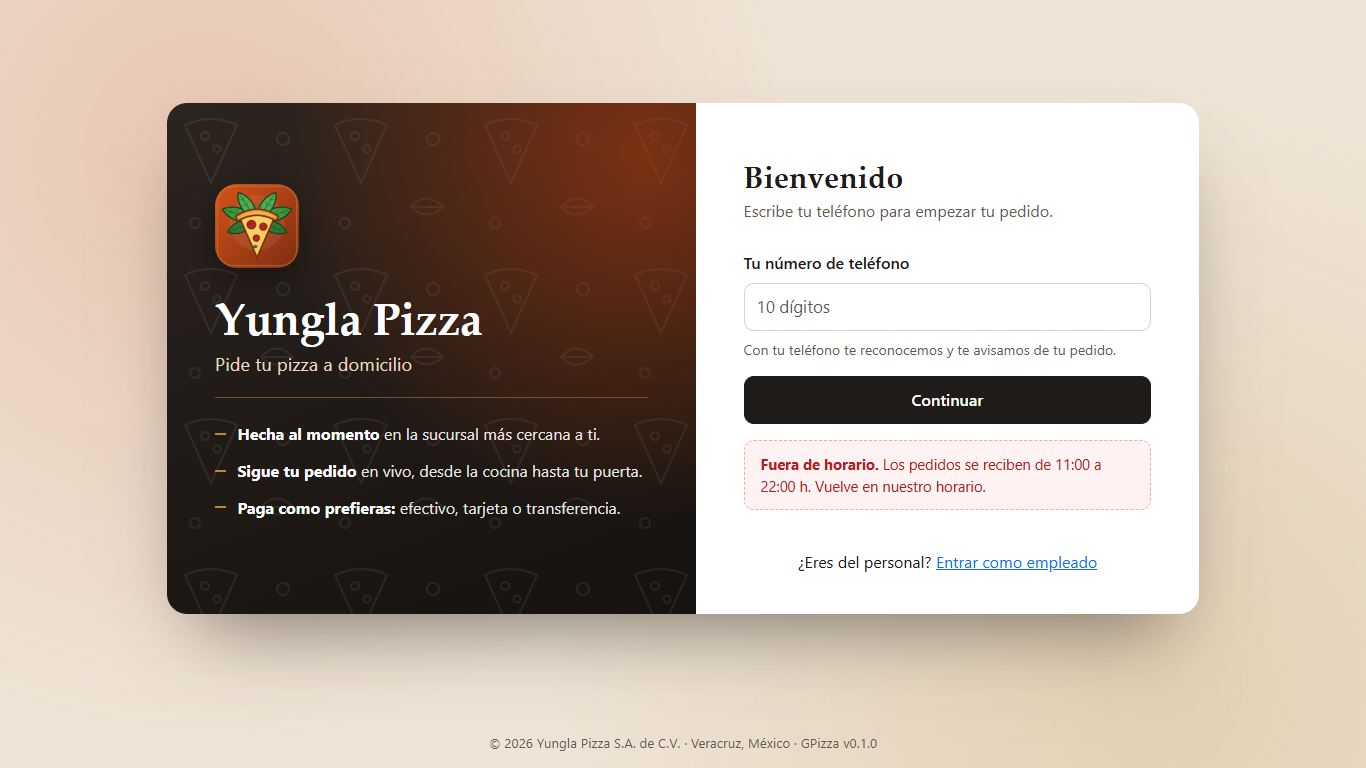 Yungla Pizza
Pide tu pizza a domicilio
Hecha al momento en la sucursal más cercana a ti.
Sigue tu pedido en vivo, desde la cocina hasta tu puerta.
Paga como prefieras: efectivo, tarjeta o transferencia.
Bienvenido
Escribe tu teléfono para empezar tu pedido.
Tu número de teléfono
10 dígitos
Con tu teléfono te reconocemos y te avisamos de tu pedido.
Continuar
Fuera de horario. Los pedidos se reciben de 11:00 a
22:00 h. Vuelve en nuestro horario.
¿Eres del personal? Entrar como empleado
© 2026 Yungla Pizza S.A. de C.V. · Veracruz, México · GPizza v0.1.0